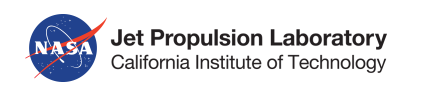 NASA
Jet Propulsion Laboratory
California Institute of Technology